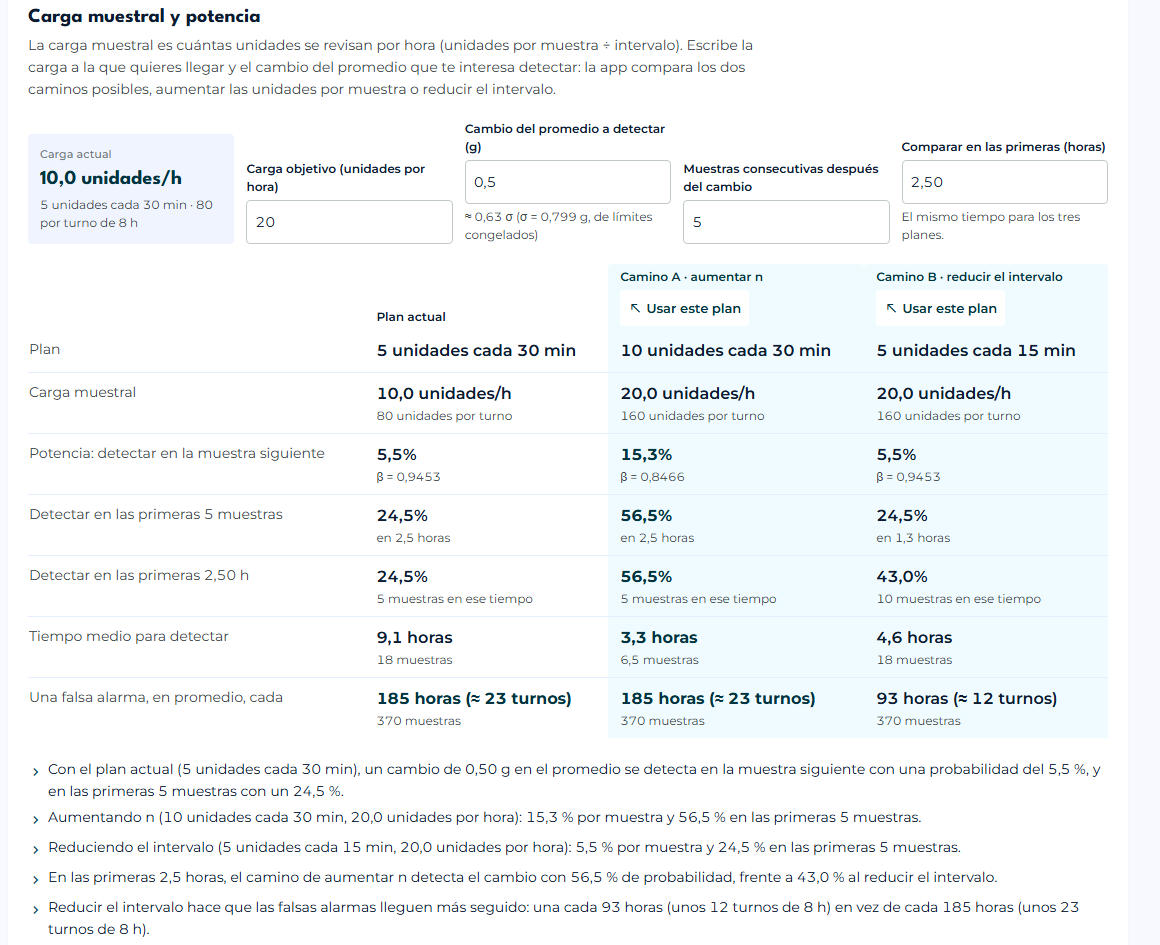 Carga muestral y potencia
La carga muestral es cuántas unidades se revisan por hora (unidades por muestra ÷ intervalo). Escribe la
carga a la que quieres llegar y el cambio del promedio que te interesa detectar: la app compara los dos
caminos posibles, aumentar las unidades por muestra o reducir el intervalo.
Carga actual
10,0 unidades/h
5 unidades cada 30 min · 80
por turno de 8 h
Carga objetivo (unidades por
hora)
20
Cambio del promedio a detectar
(g)
0,5
≈ 0,63 σ (σ = 0,799 g, de límites
congelados)
Muestras consecutivas después
del cambio
5
Comparar en las primeras (horas)
2,50
El mismo tiempo para los tres
planes.
Plan actual
Camino A · aumentar n
↖ Usar este plan
Camino B · reducir el intervalo
↖ Usar este plan
Plan
5 unidades cada 30 min
10 unidades cada 30 min
5 unidades cada 15 min
Carga muestral
10,0 unidades/h
80 unidades por turno
20,0 unidades/h
160 unidades por turno
20,0 unidades/h
160 unidades por turno
Potencia: detectar en la muestra siguiente
5,5%
β = 0,9453
15,3%
β = 0,8466
5,5%
β = 0,9453
Detectar en las primeras 5 muestras
24,5%
en 2,5 horas
56,5%
en 2,5 horas
24,5%
en 1,3 horas
Detectar en las primeras 2,50 h
24,5%
5 muestras en ese tiempo
56,5%
5 muestras en ese tiempo
43,0%
10 muestras en ese tiempo
Tiempo medio para detectar
9,1 horas
18 muestras
3,3 horas
6,5 muestras
4,6 horas
18 muestras
Una falsa alarma, en promedio, cada
185 horas (≈ 23 turnos)
370 muestras
185 horas (≈ 23 turnos)
370 muestras
93 horas (≈ 12 turnos)
370 muestras
› Con el plan actual (5 unidades cada 30 min), un cambio de 0,50 g en el promedio se detecta en la muestra siguiente con una probabilidad del 5,5 %, y
en las primeras 5 muestras con un 24,5 %.
› Aumentando n (10 unidades cada 30 min, 20,0 unidades por hora): 15,3 % por muestra y 56,5 % en las primeras 5 muestras.
› Reduciendo el intervalo (5 unidades cada 15 min, 20,0 unidades por hora): 5,5 % por muestra y 24,5 % en las primeras 5 muestras.
› En las primeras 2,5 horas, el camino de aumentar n detecta el cambio con 56,5 % de probabilidad, frente a 43,0 % al reducir el intervalo.
› Reducir el intervalo hace que las falsas alarmas lleguen más seguido: una cada 93 horas (unos 12 turnos de 8 h) en vez de cada 185 horas (unos 23
turnos de 8 h).